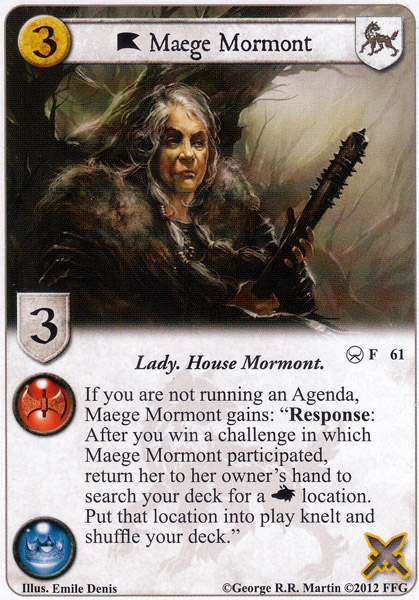 3
Maege Mormont
3
Lady. House Mormont.
F 61
If you are not running an Agenda,
Maege Mormont gains: “Response:
After you win a challenge in which
Maege Mormont participated,
return her to her owner’s hand to
search your deck for a location.
Put that location into play knelt and
shuffle your deck.”
Illus. Emile Denis
©George R.R. Martin ©2012 FFG